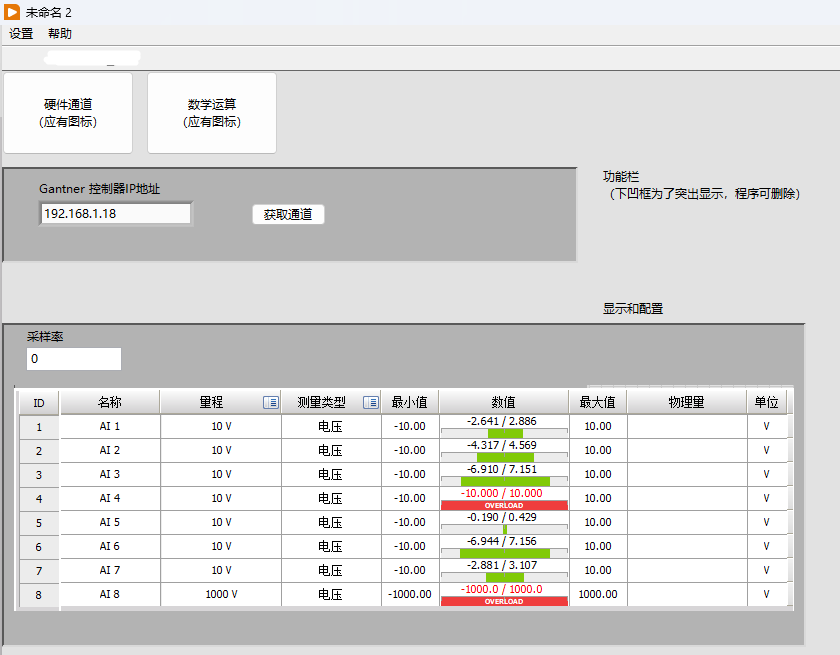 未命名 2
设置 帮助
硬件通道
(应有图标)
数学运算
(应有图标)
Gantner 控制器IP地址
192.168.1.18
获取通道
功能栏
（下凹框为了突出显示，程序可删除）
显示和配置
采样率
0
ID 名称 量程 测量类型 最小值 数值 最大值 物理量 单位
1 AI 1 10 V 电压 -10.00 -2.641 / 2.886 10.00 V
2 AI 2 10 V 电压 -10.00 -4.317 / 4.569 10.00 V
3 AI 3 10 V 电压 -10.00 -6.910 / 7.151 10.00 V
4 AI 4 10 V 电压 -10.00 -10.000 / 10.000 10.00 V
OVERLOAD
5 AI 5 10 V 电压 -10.00 -0.190 / 0.429 10.00 V
6 AI 6 10 V 电压 -10.00 -6.944 / 7.156 10.00 V
7 AI 7 10 V 电压 -10.00 -2.881 / 3.107 10.00 V
8 AI 8 1000 V 电压 -1000.00 -1000.0 / 1000.0 1000.00 V
OVERLOAD